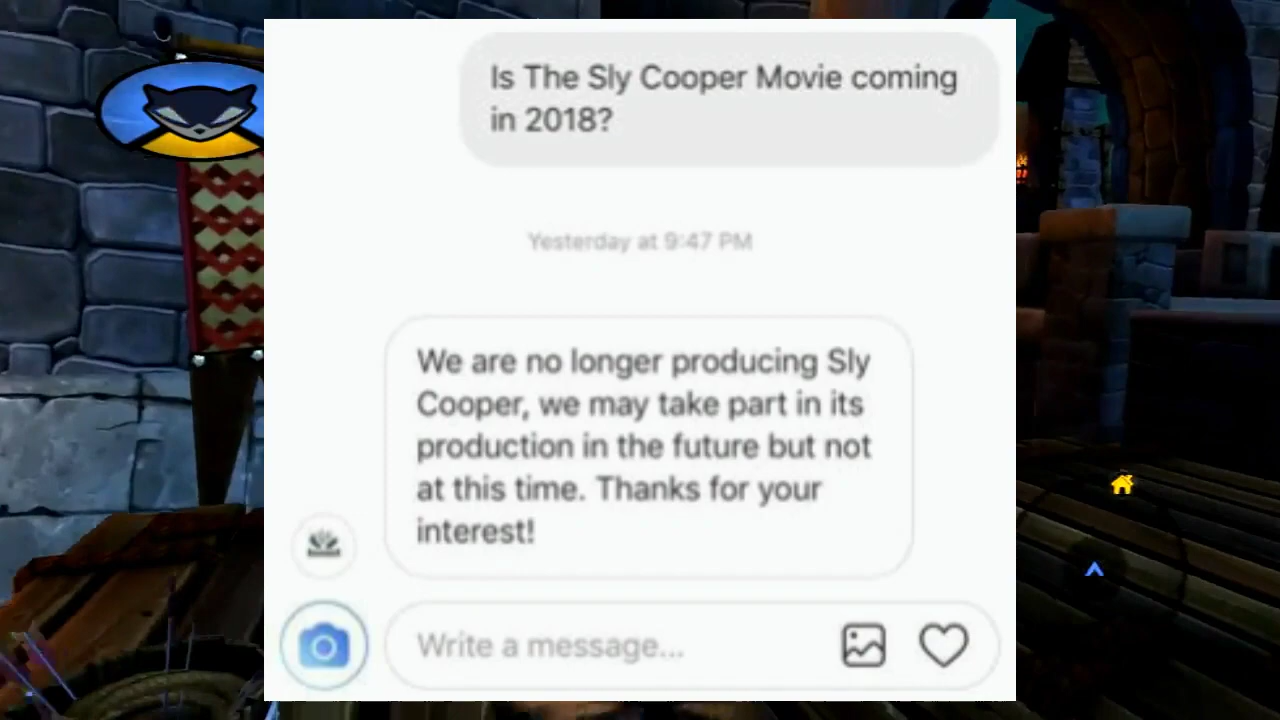 Is The Sly Cooper Movie coming
in 2018?
Yesterday at 9:47 PM
We are no longer producing Sly
Cooper, we may take part in its
production in the future but not
at this time. Thanks for your
interest!
Write a message...